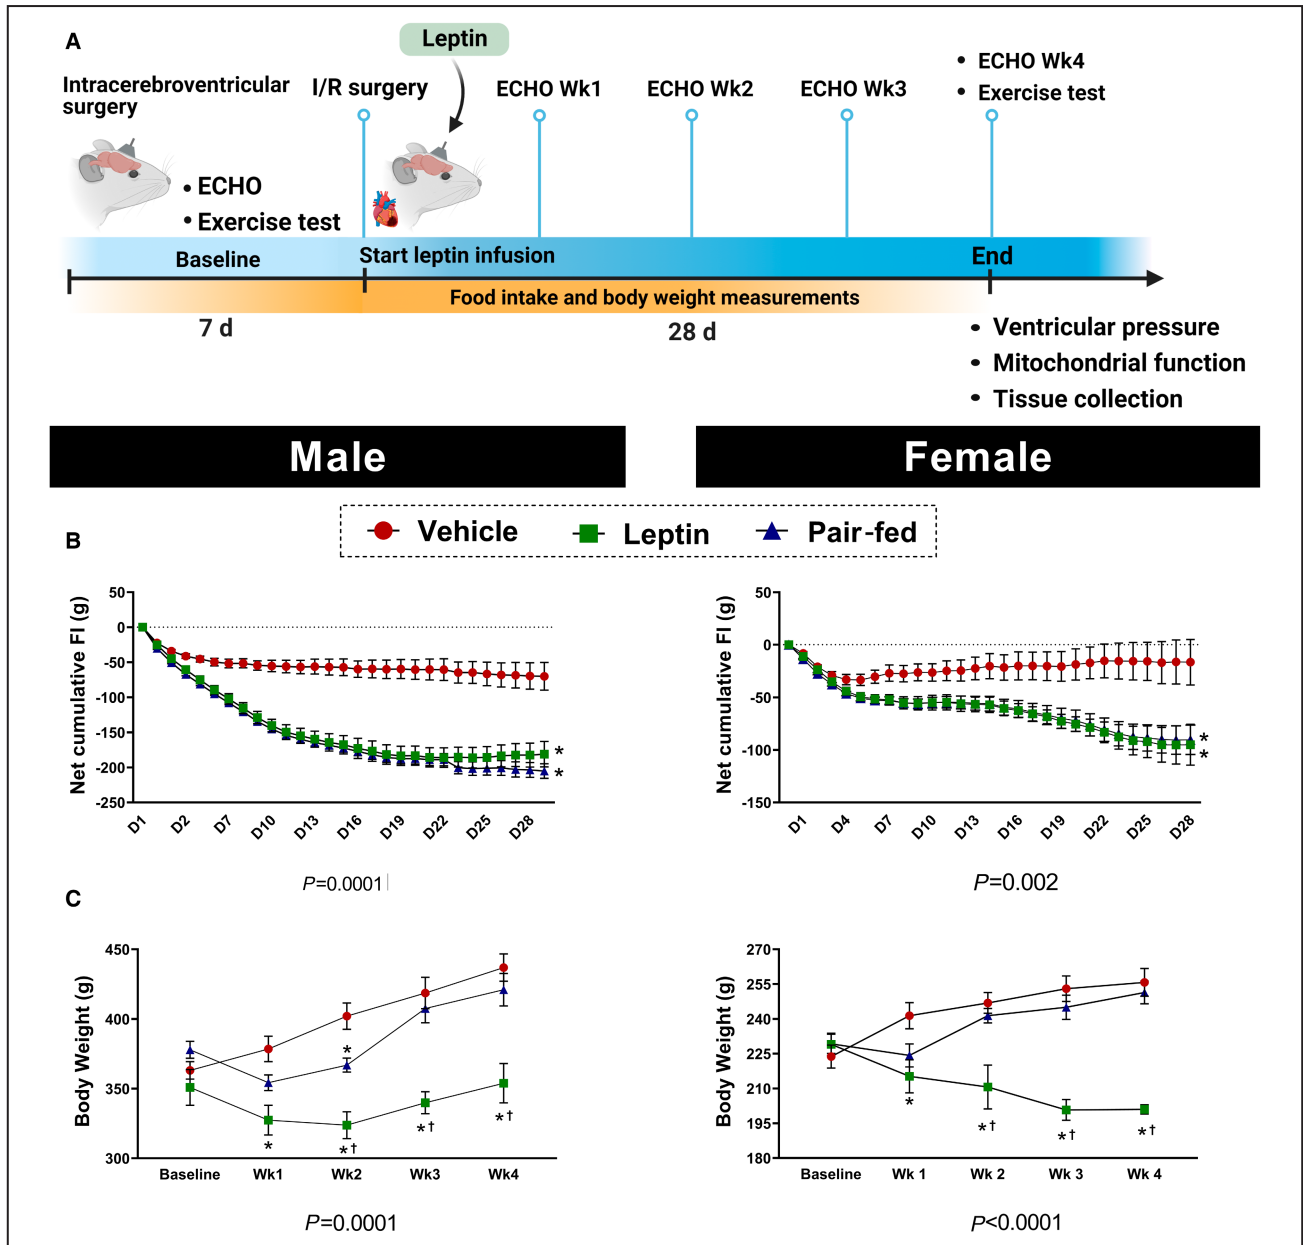 A
Leptin
Intracerebroventricular
surgery
I/R surgery
ECHO Wk1
ECHO Wk2
ECHO Wk3
• ECHO Wk4
• Exercise test
• ECHO
• Exercise test
Baseline
Start leptin infusion
End
Food intake and body weight measurements
7 d
28 d
• Ventricular pressure
• Mitochondrial function
• Tissue collection
Male
Female
Vehicle
Leptin
Pair-fed
B
Net cumulative FI (g)
50
0
-50
-100
-150
-200
-250
*
*
D1
D2
D7
D10
D13
D16
D19
D22
D25
D28
P=0.0001
Net cumulative FI (g)
50
0
-50
-100
-150
*
*
D1
D4
D7
D10
D13
D16
D19
D22
D25
D28
P=0.002
C
Body Weight (g)
450
400
350
300
*
*
*†
*†
*†
Baseline
Wk1
Wk2
Wk3
Wk4
P=0.0001
Body Weight (g)
270
255
240
225
210
195
180
*
*†
*†
*†
Baseline
Wk 1
Wk 2
Wk 3
Wk 4
P<0.0001